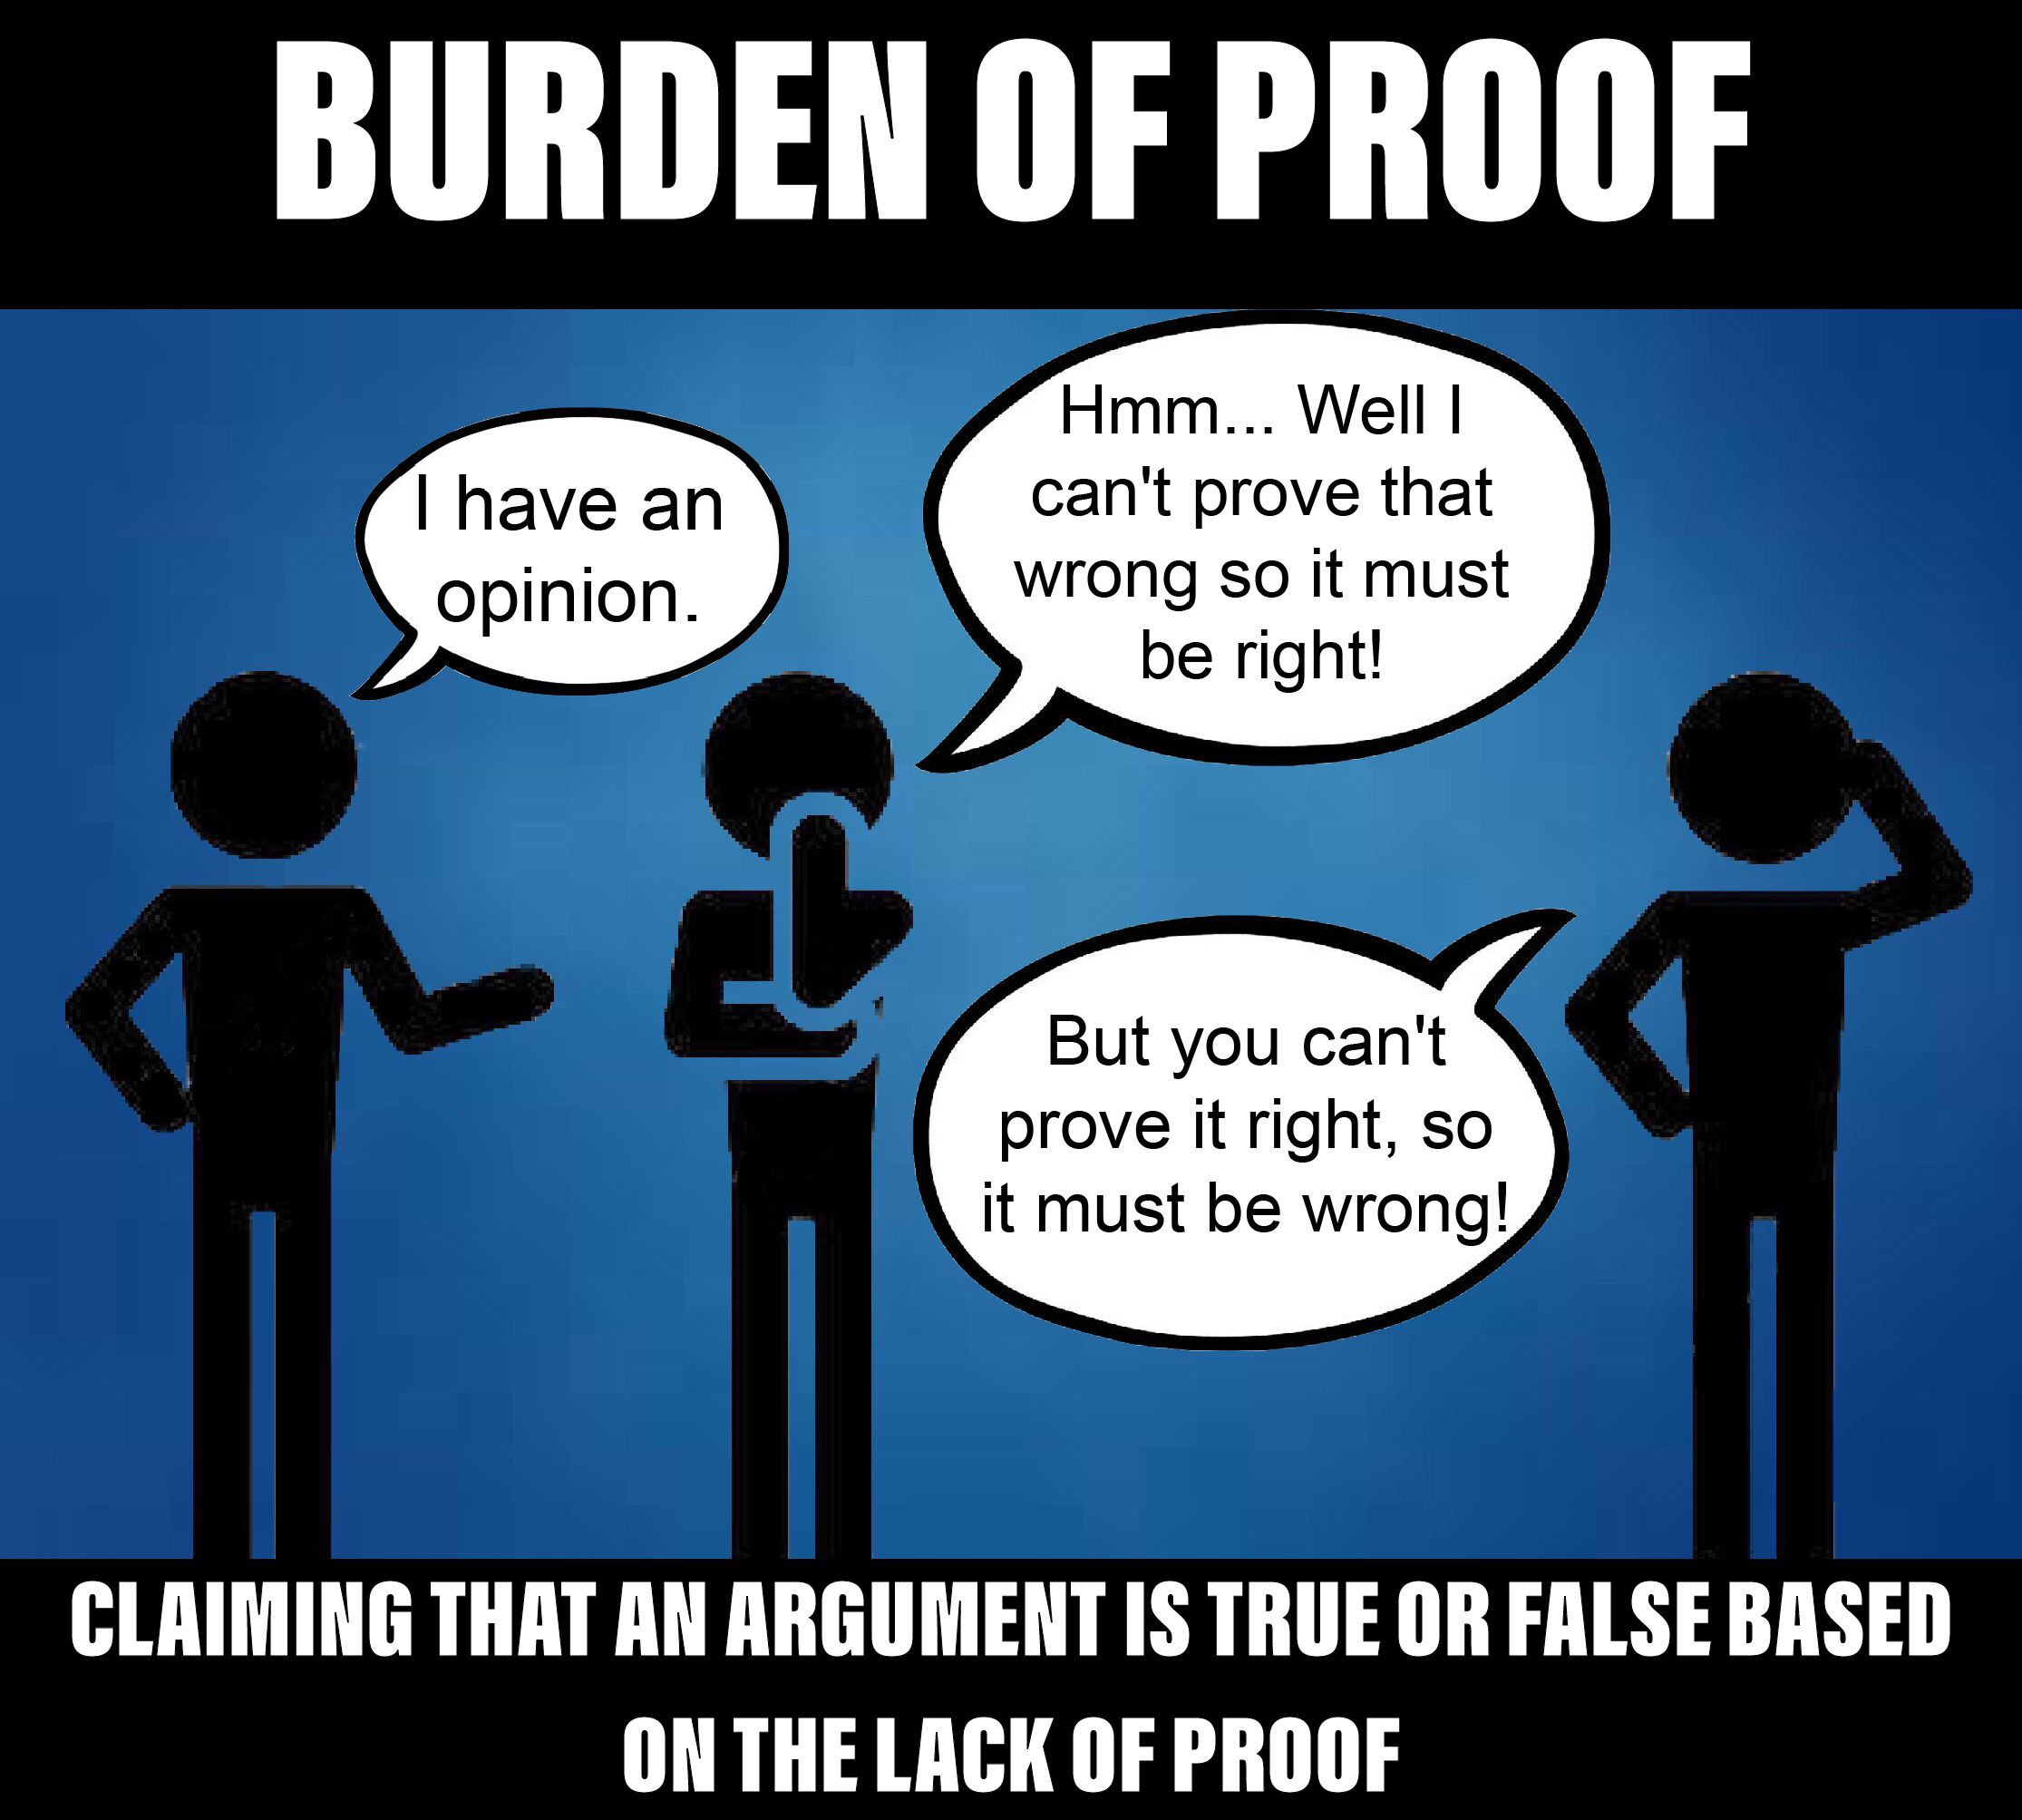 BURDEN OF PROOF
I have an
opinion.
Hmm... Well I
can't prove that
wrong so it must
be right!
But you can't
prove it right, so
it must be wrong!
CLAIMING THAT AN ARGUMENT IS TRUE OR FALSE BASED
ON THE LACK OF PROOF